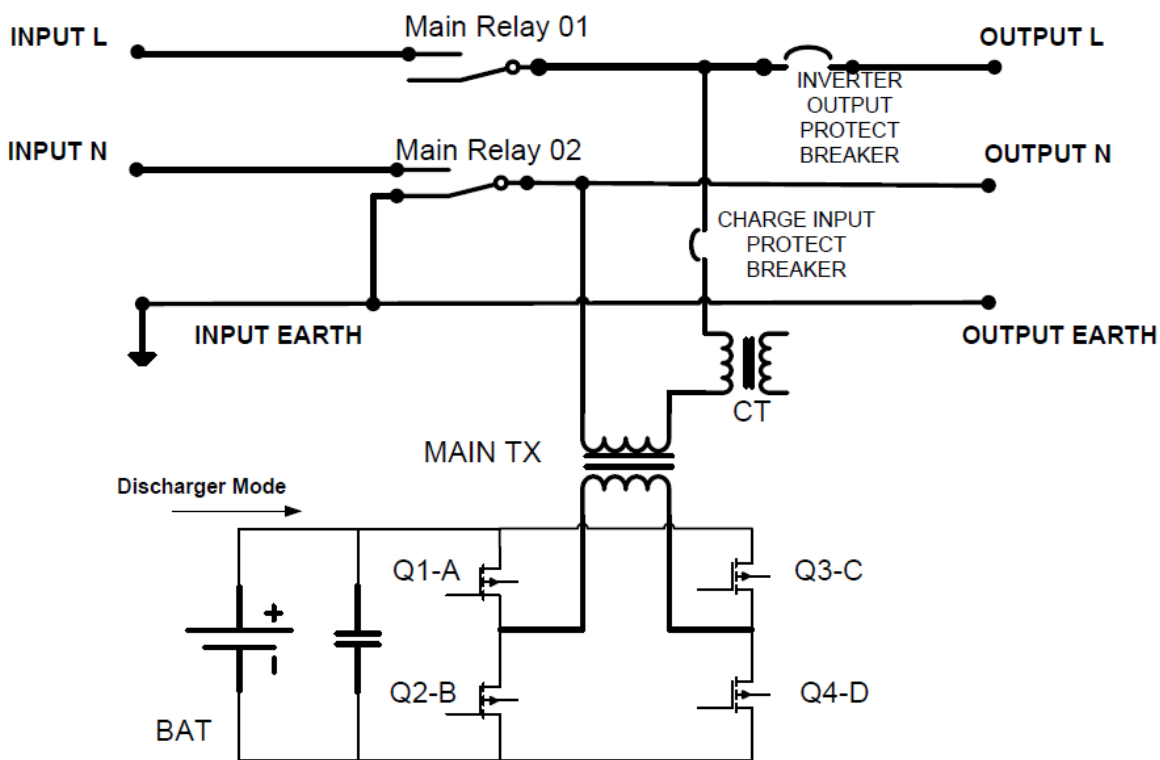 INPUT L
Main Relay 01
OUTPUT L
INVERTER
OUTPUT
PROTECT
BREAKER
INPUT N
Main Relay 02
OUTPUT N
CHARGE INPUT
PROTECT
BREAKER
INPUT EARTH
OUTPUT EARTH
CT
MAIN TX
Discharger Mode
Q1-A
Q3-C
+
Q2-B
Q4-D
BAT